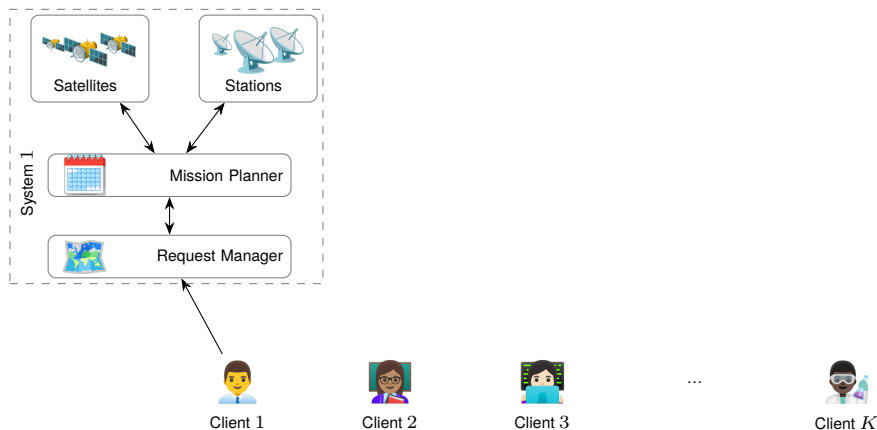 Satellites
Stations
System 1
Mission Planner
Request Manager
...
Client 1
Client 2
Client 3
Client K